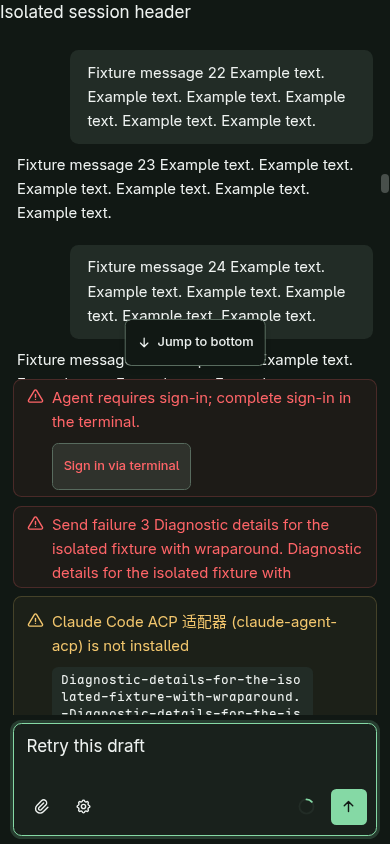 Isolated session header
Fixture message 22 Example text.
Example text. Example text. Example
text. Example text. Example text.
Fixture message 23 Example text. Example text.
Example text. Example text. Example text.
Example text.
Fixture message 24 Example text.
Example text. Example text. Example
text. Example text. Example text.
Jump to bottom
Fixture Example text.
Agent requires sign-in; complete sign-in in
the terminal.
Sign in via terminal
Send failure 3 Diagnostic details for the
isolated fixture with wraparound. Diagnostic
details for the isolated fixture with
Claude Code ACP 适配器 (claude-agent-
acp) is not installed
Diagnostic-details-for-the-iso
lated-fixture-with-wraparound.
-Diagnostic-details-for-the-is
Retry this draft